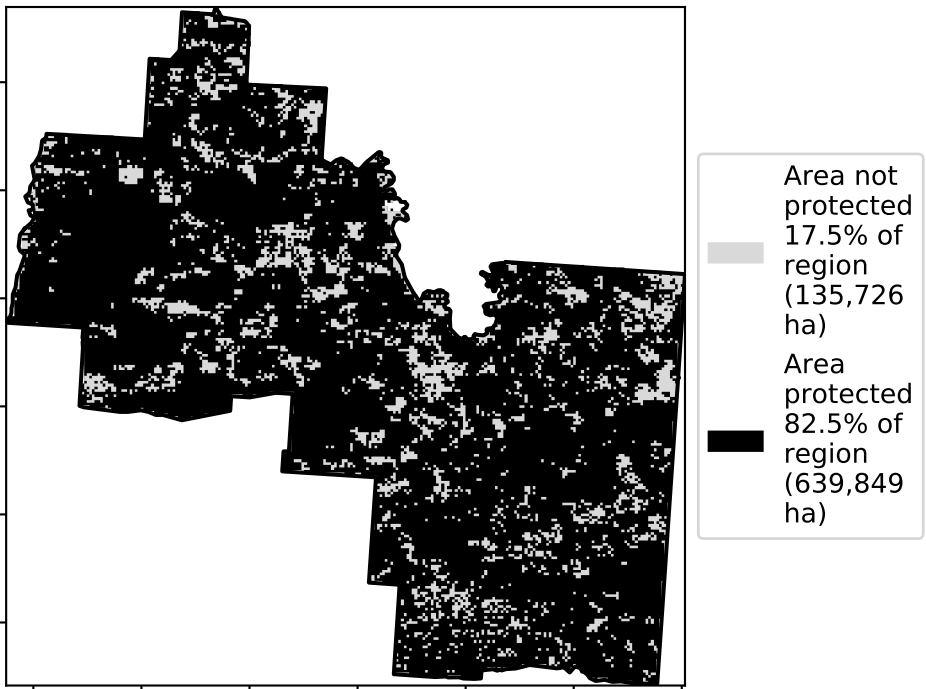 Area not
protected
17.5% of
region
(135,726
ha)
Area
protected
82.5% of
region
(639,849
ha)